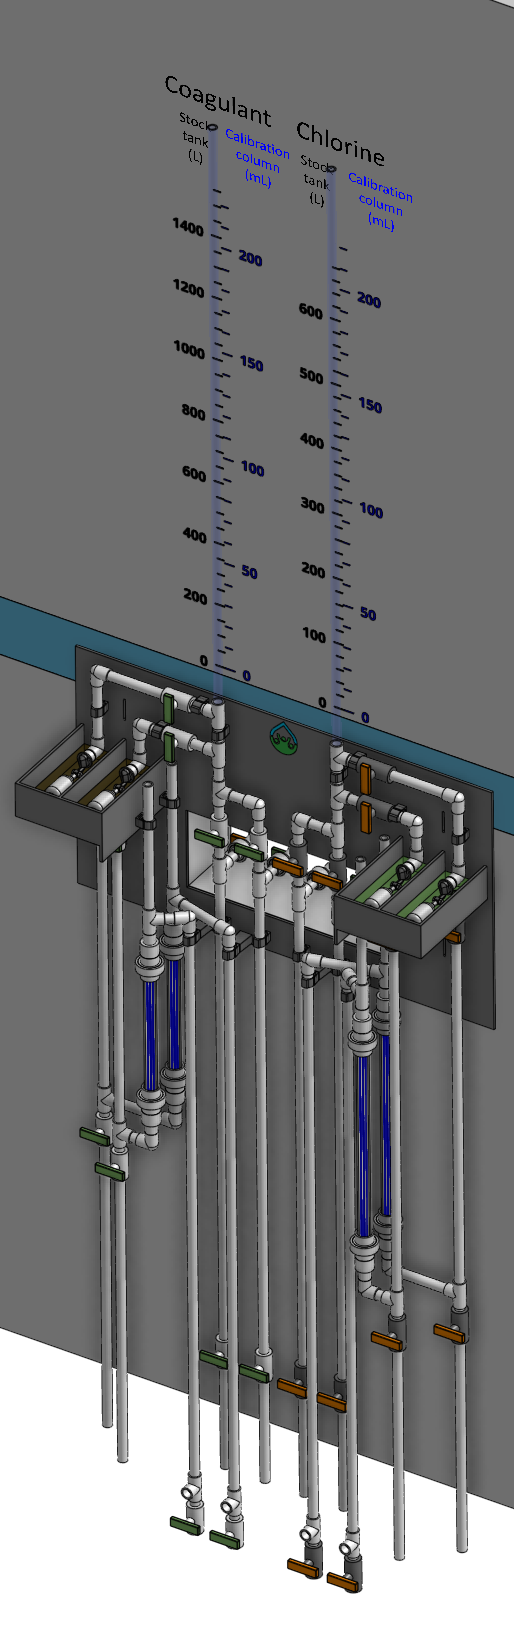 Coagulant
Stock
tank
(L)
Calibration
column
(mL)
1400
1200
1000
800
600
400
200
0
200
150
100
50
0
Chlorine
Stock
tank
(L)
Calibration
column
(mL)
600
500
400
300
200
100
0
200
150
100
50
0